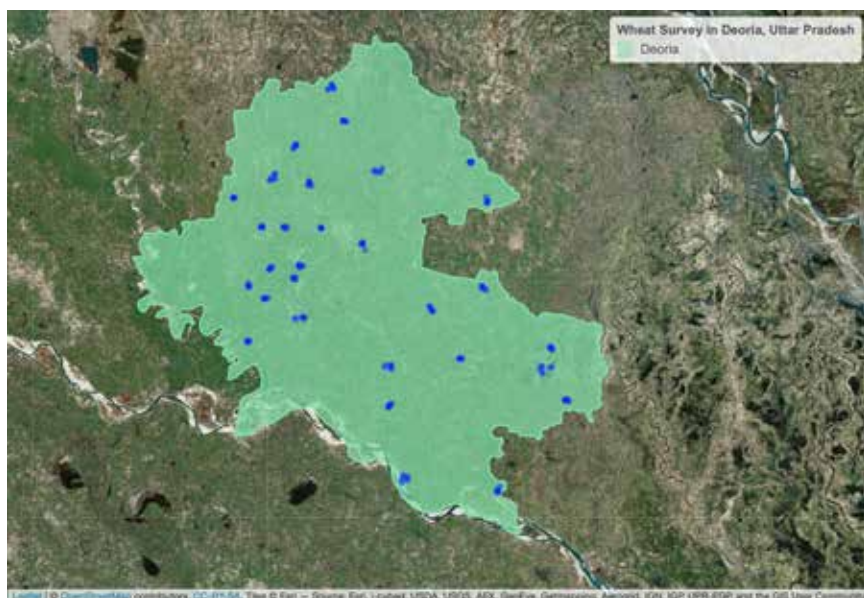 Wheat Survey in Deoria, Uttar Pradesh
Deoria
Leaflet | © OpenStreetMap contributors, CC-BY-SA, Tiles © Esri — Source: Esri, i-cubed, USDA, USGS, AEX, GeoEye, Getmapping, Aerogrid, IGN, IGP, UPR-EGP, and the GIS User Community